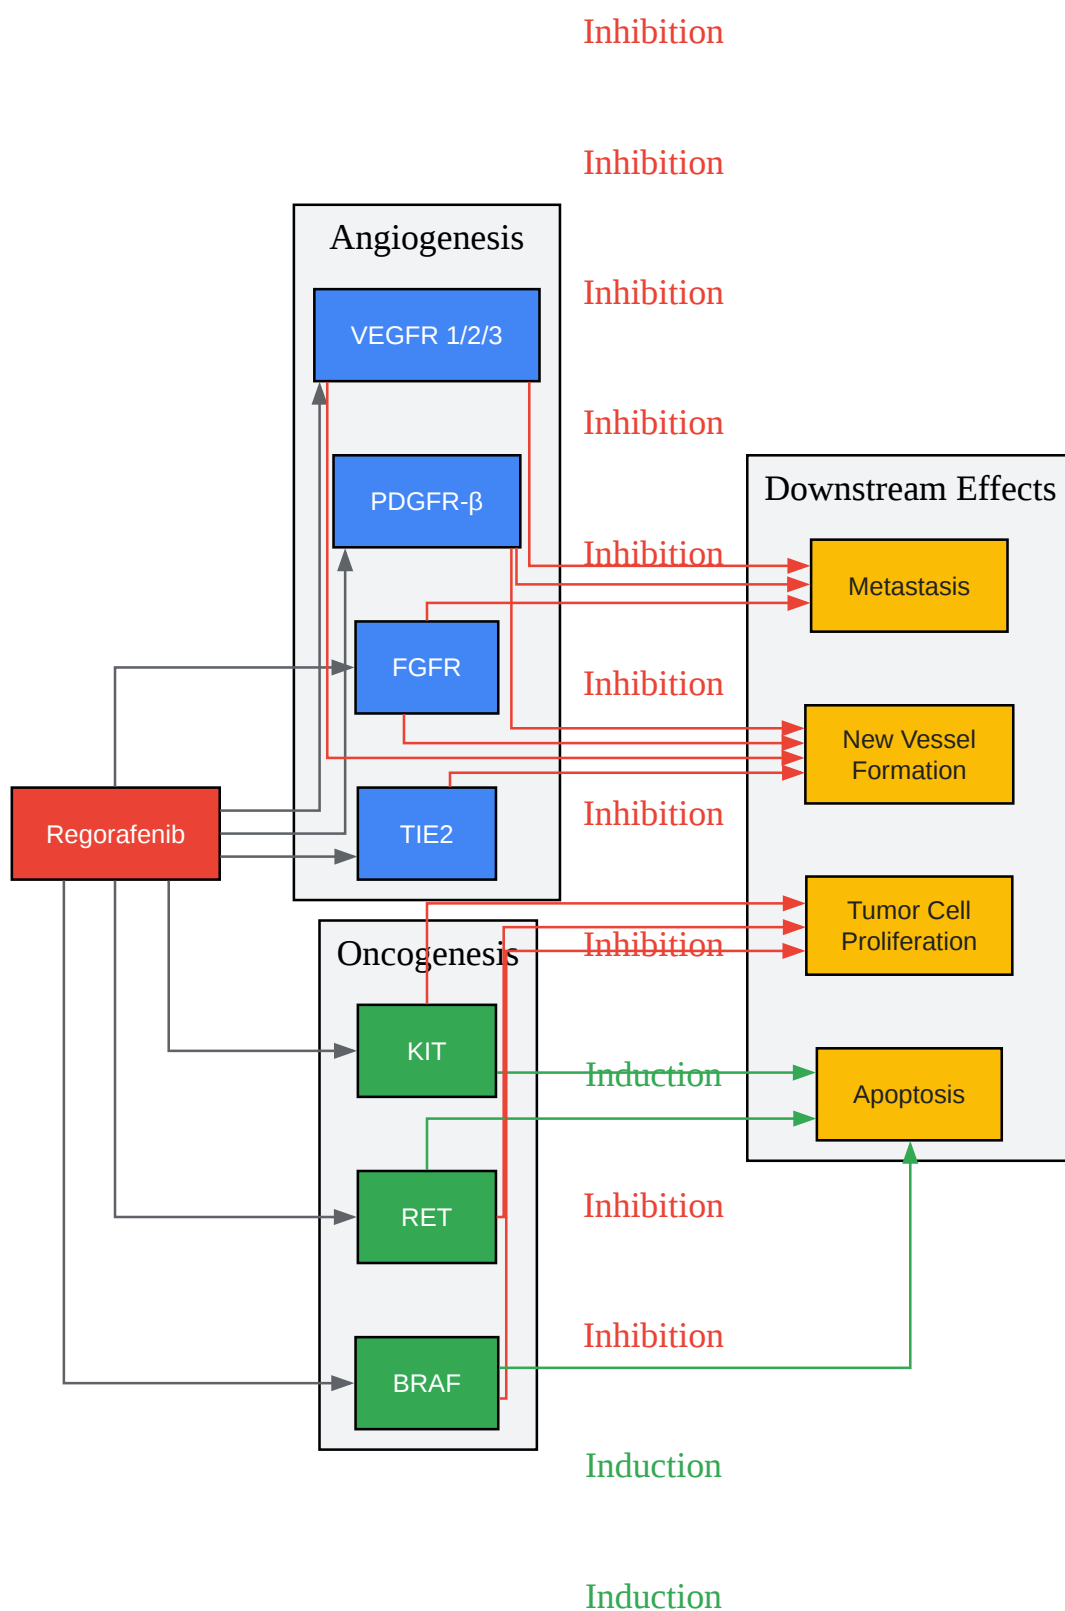 Inhibition
Inhibition
Angiogenesis
Inhibition
VEGFR 1/2/3
Inhibition
PDGFR-β
Downstream Effects
Inhibition
Metastasis
FGFR
Inhibition
New Vessel
Formation
Inhibition
Regorafenib
TIE2
Tumor Cell
Proliferation
Oncogenesis
Inhibition
KIT
Induction
Apoptosis
RET
Inhibition
Inhibition
BRAF
Induction
Induction